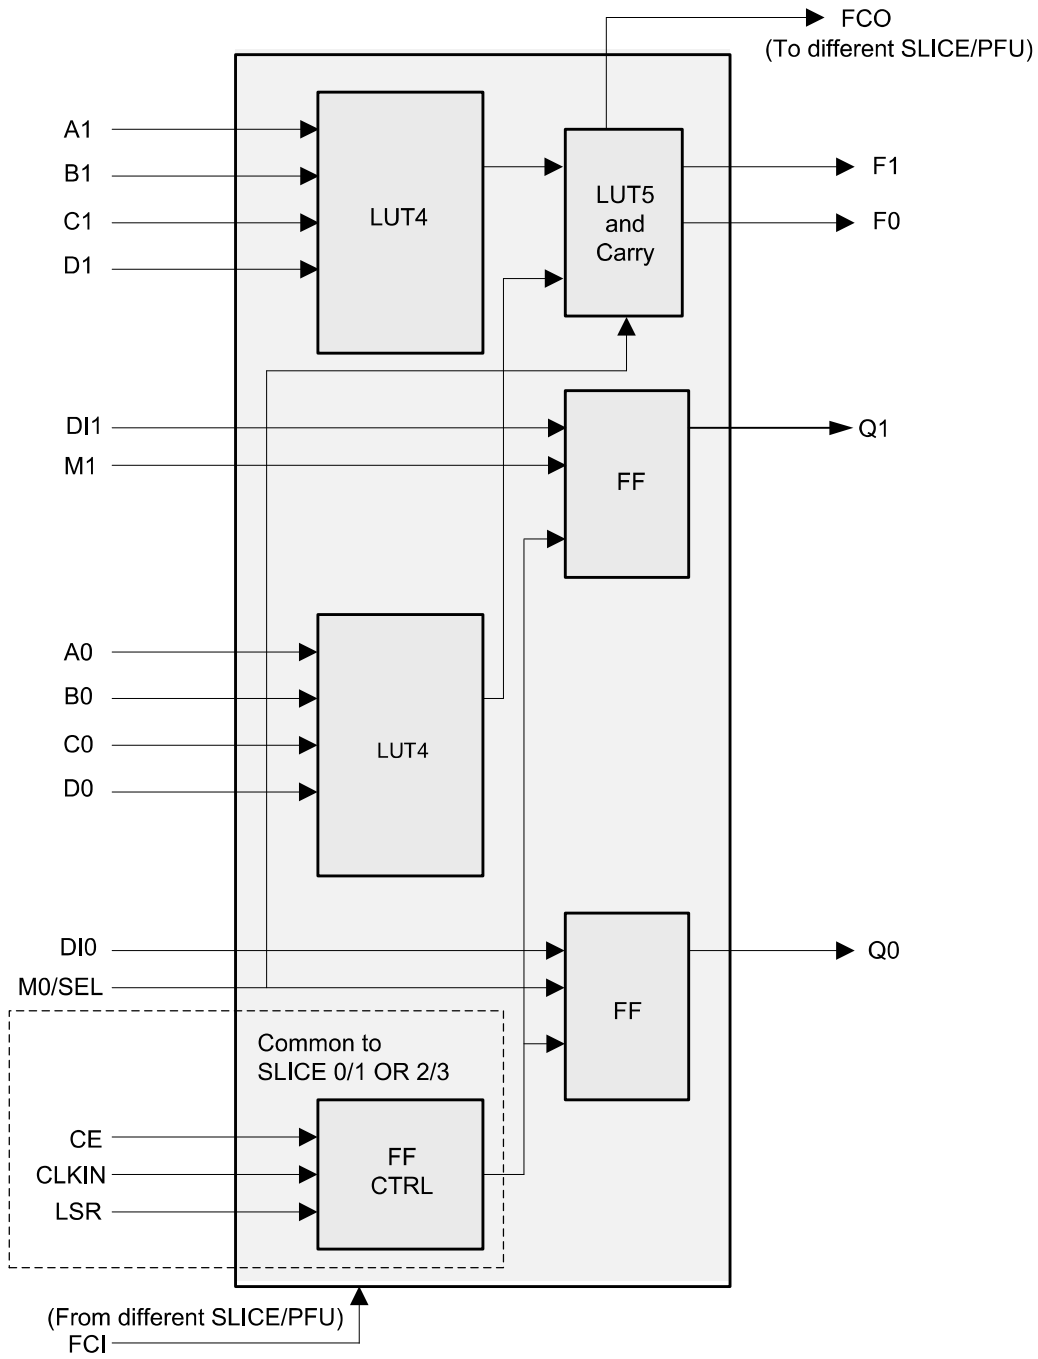 FCO
(To different SLICE/PFU)
A1
B1
C1
D1
LUT4
LUT5
and
Carry
F1
F0
DI1
M1
FF
Q1
A0
B0
C0
D0
LUT4
DI0
M0/SEL
FF
Q0
Common to
SLICE 0/1 OR 2/3
CE
CLKIN
LSR
FF
CTRL
(From different SLICE/PFU)
FCI